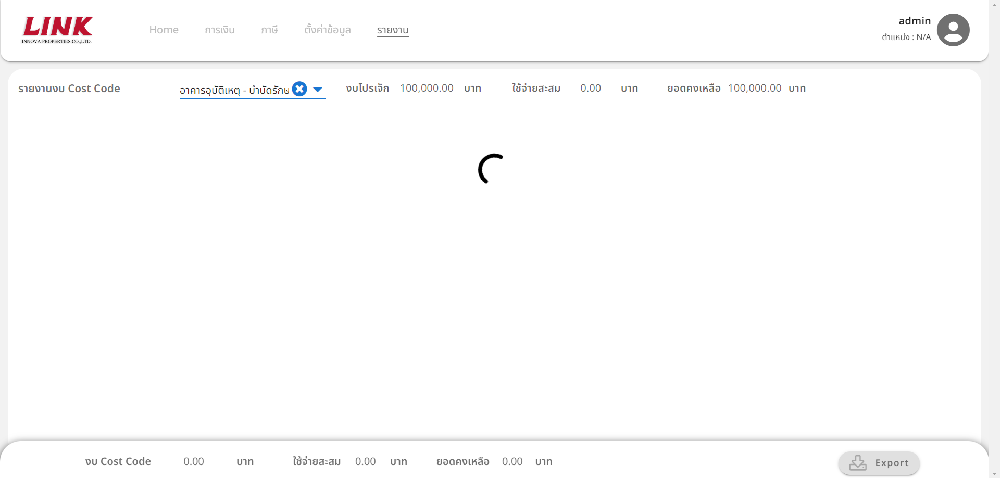 LINK
INNOVA PROPERTIES CO.,LTD.
Home การเงิน ภาษี ตั้งค่าข้อมูล รายงาน
admin
ตำแหน่ง : N/A
รายงานงบ Cost Code อาคารอุบัติเหตุ - บำบัดรักษ งบโปรเจ็ก 100,000.00 บาท ใช้จ่ายสะสม 0.00 บาท ยอดคงเหลือ 100,000.00 บาท
งบ Cost Code 0.00 บาท ใช้จ่ายสะสม 0.00 บาท ยอดคงเหลือ 0.00 บาท
Export